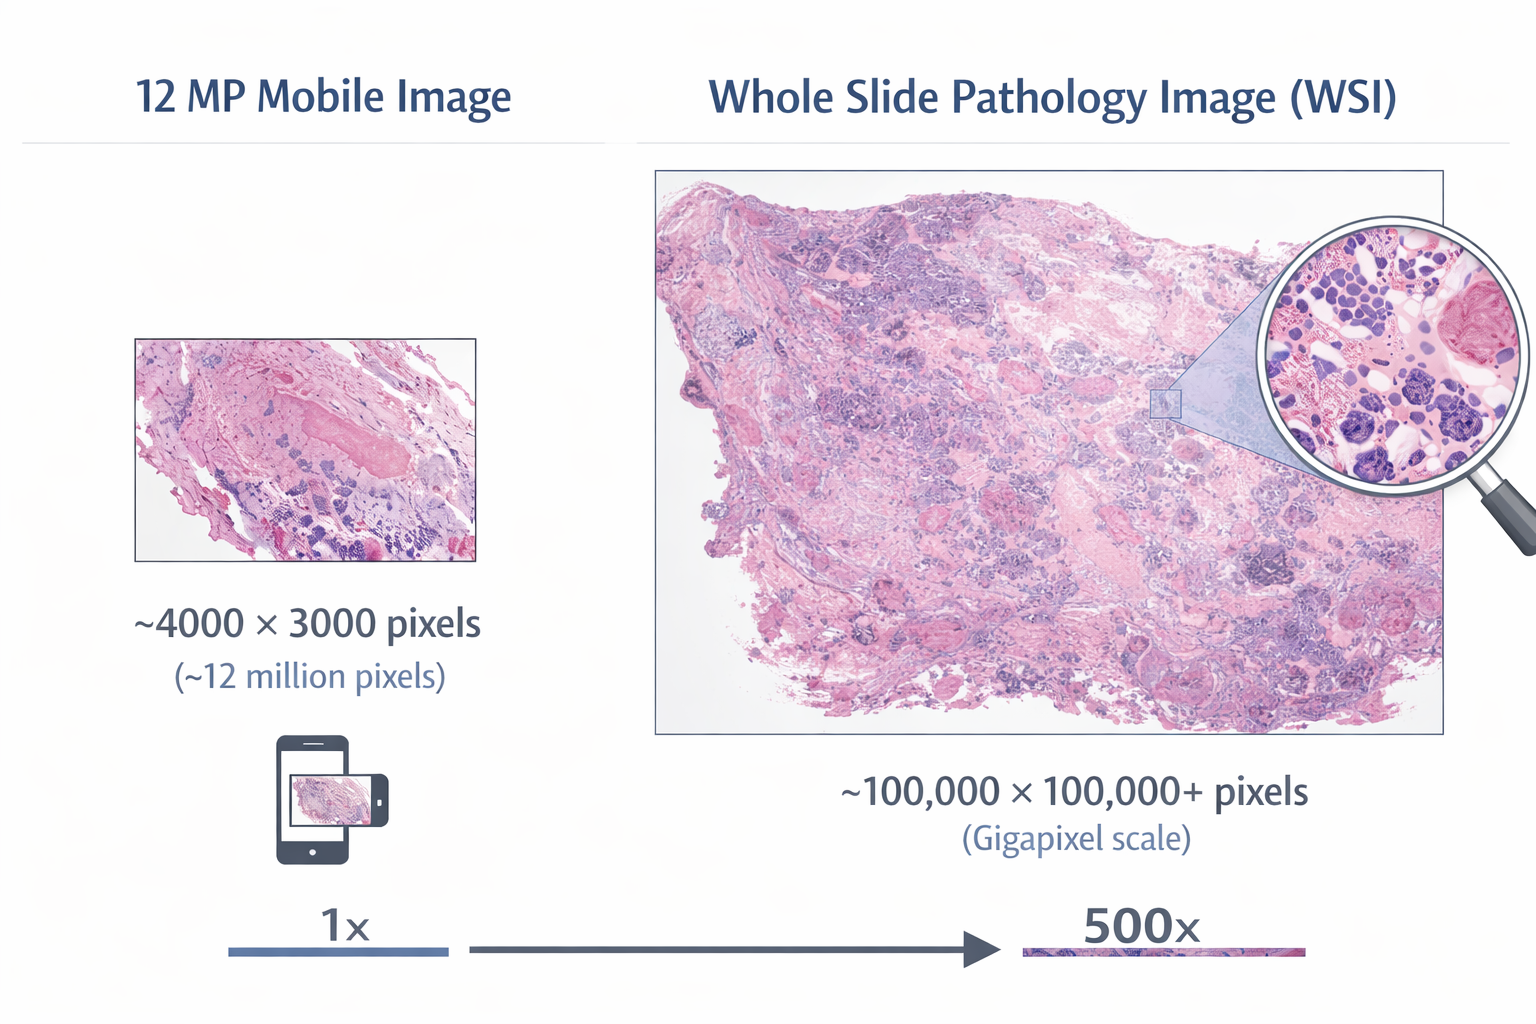 12 MP Mobile Image
~4000 × 3000 pixels
(~12 million pixels)
1x
Whole Slide Pathology Image (WSI)
~100,000 × 100,000+ pixels
(Gigapixel scale)
500x